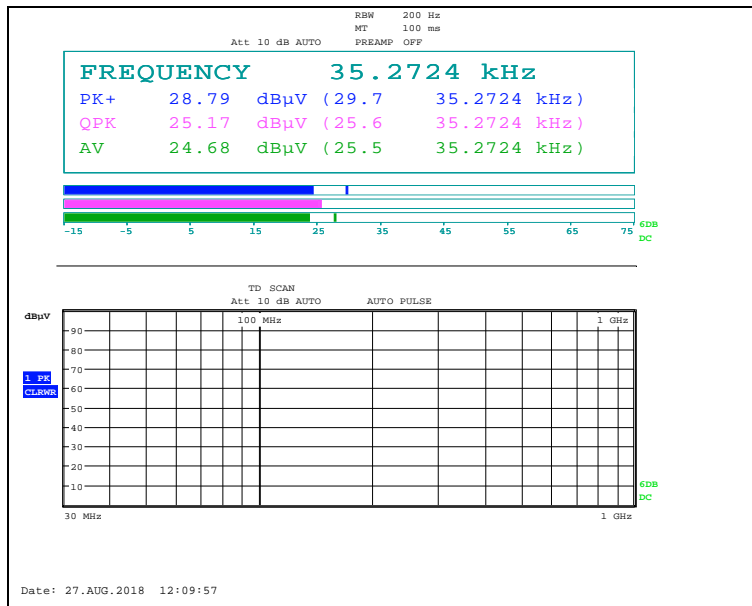 RBW 200 Hz
MT 100 ms
Att 10 dB AUTO PREAMP OFF
FREQUENCY 35.2724 kHz
PK+ 28.79 dBµV (29.7 35.2724 kHz)
QPK 25.17 dBµV (25.6 35.2724 kHz)
AV 24.68 dBµV (25.5 35.2724 kHz)
-15 -5 5 15 25 35 45 55 65 75
6DB
DC
TD SCAN
Att 10 dB AUTO AUTO PULSE
dBµV
100 MHz 1 GHz
90
80
70
1 PK
60
CLRWR
50
40
30
20
10
6DB
DC
30 MHz 1 GHz
Date: 27.AUG.2018 12:09:57